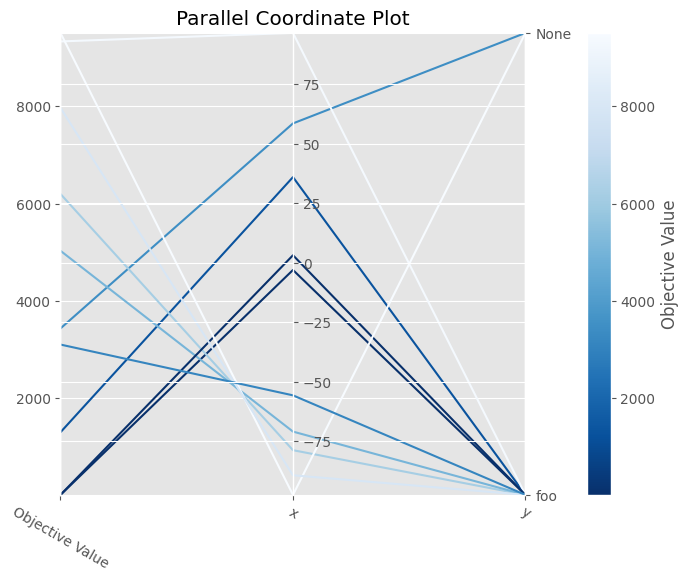 Parallel Coordinate Plot
None
8000
6000
4000
2000
75
50
25
0
−25
−50
−75
foo
Objective Value
x
y
8000
6000
4000
2000
Objective Value